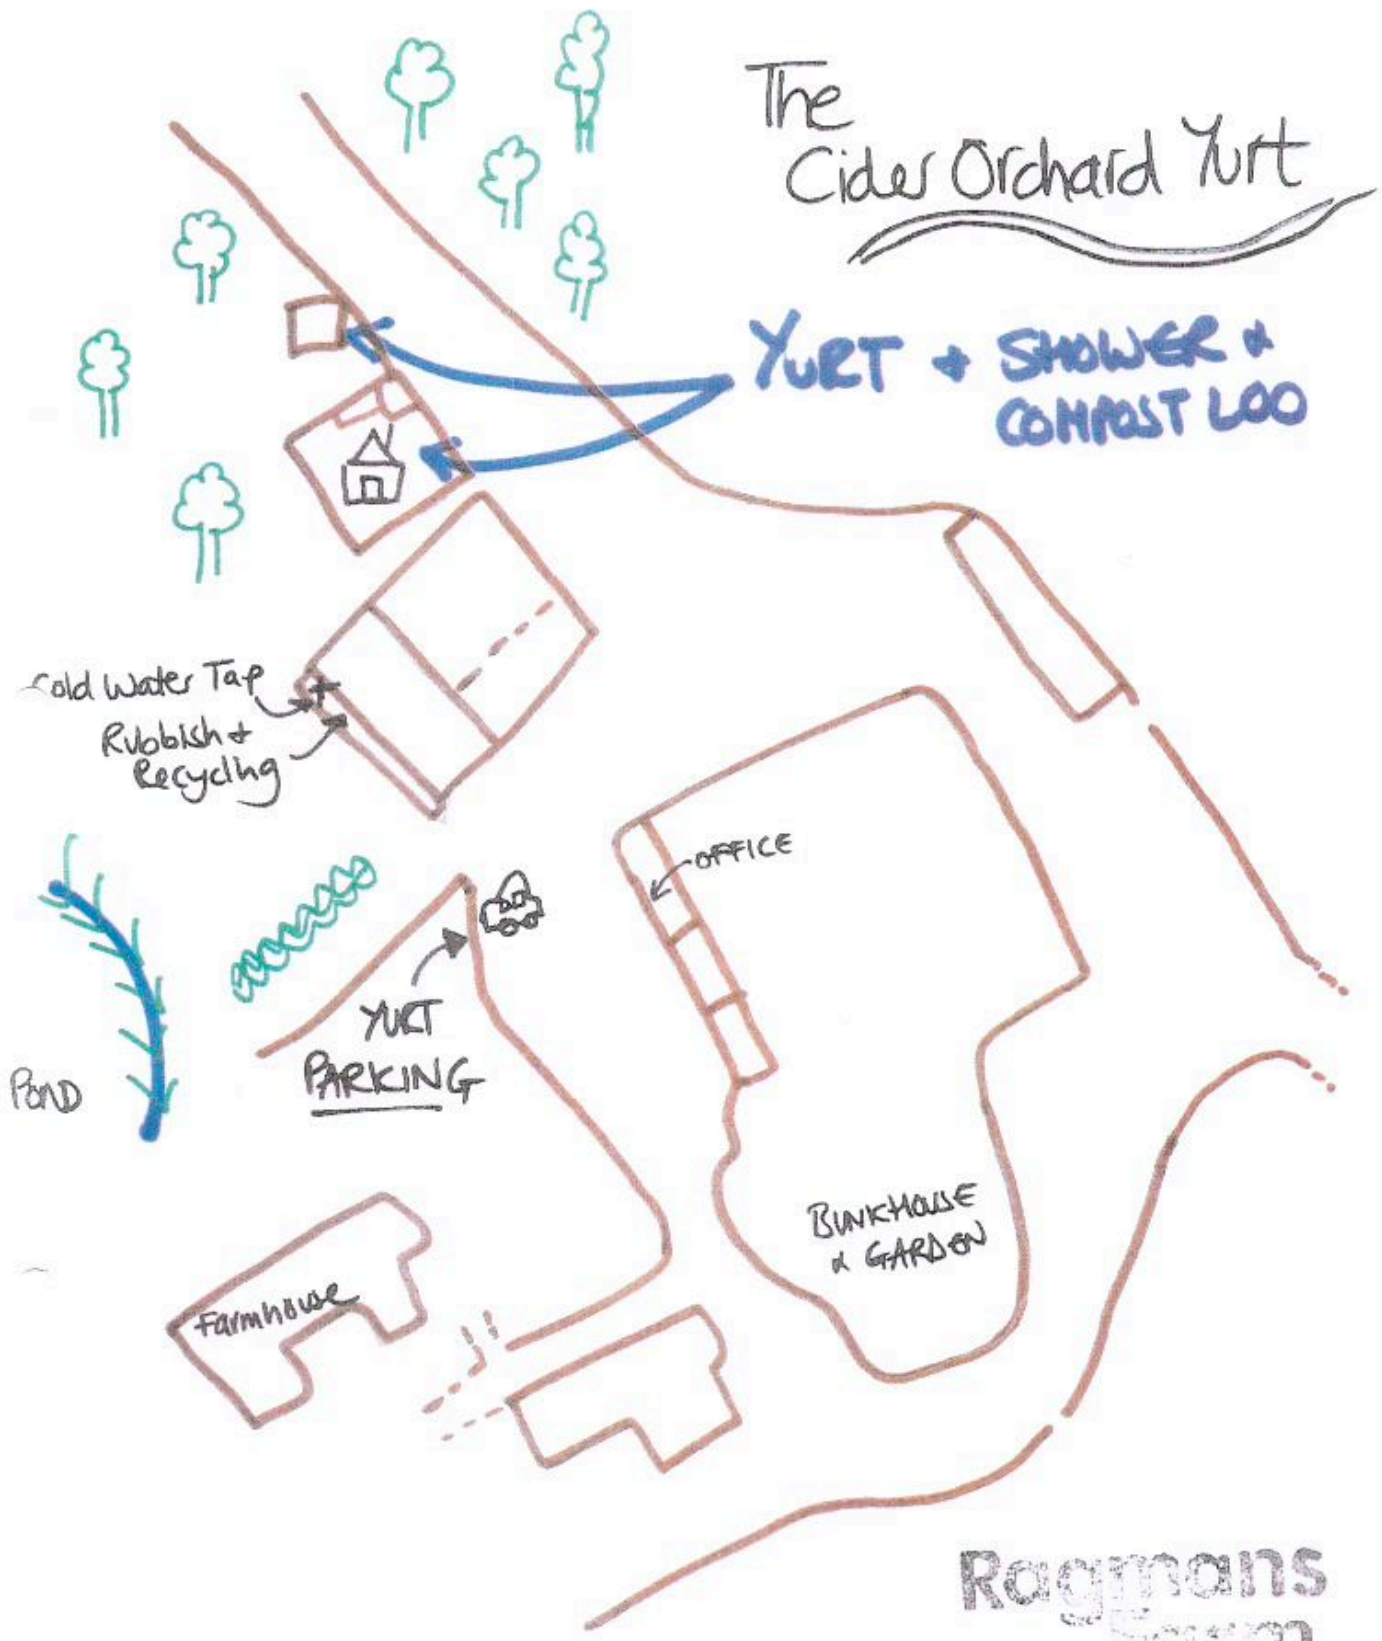 The
Cider Orchard Yurt
YURT + SHOWER &
COMPOST LOO
Cold Water Tap
Rubbish +
Recycling
OFFICE
YURT
PARKING
POND
BUNKHOUSE
& GARDEN
Farmhouse
Ragmans